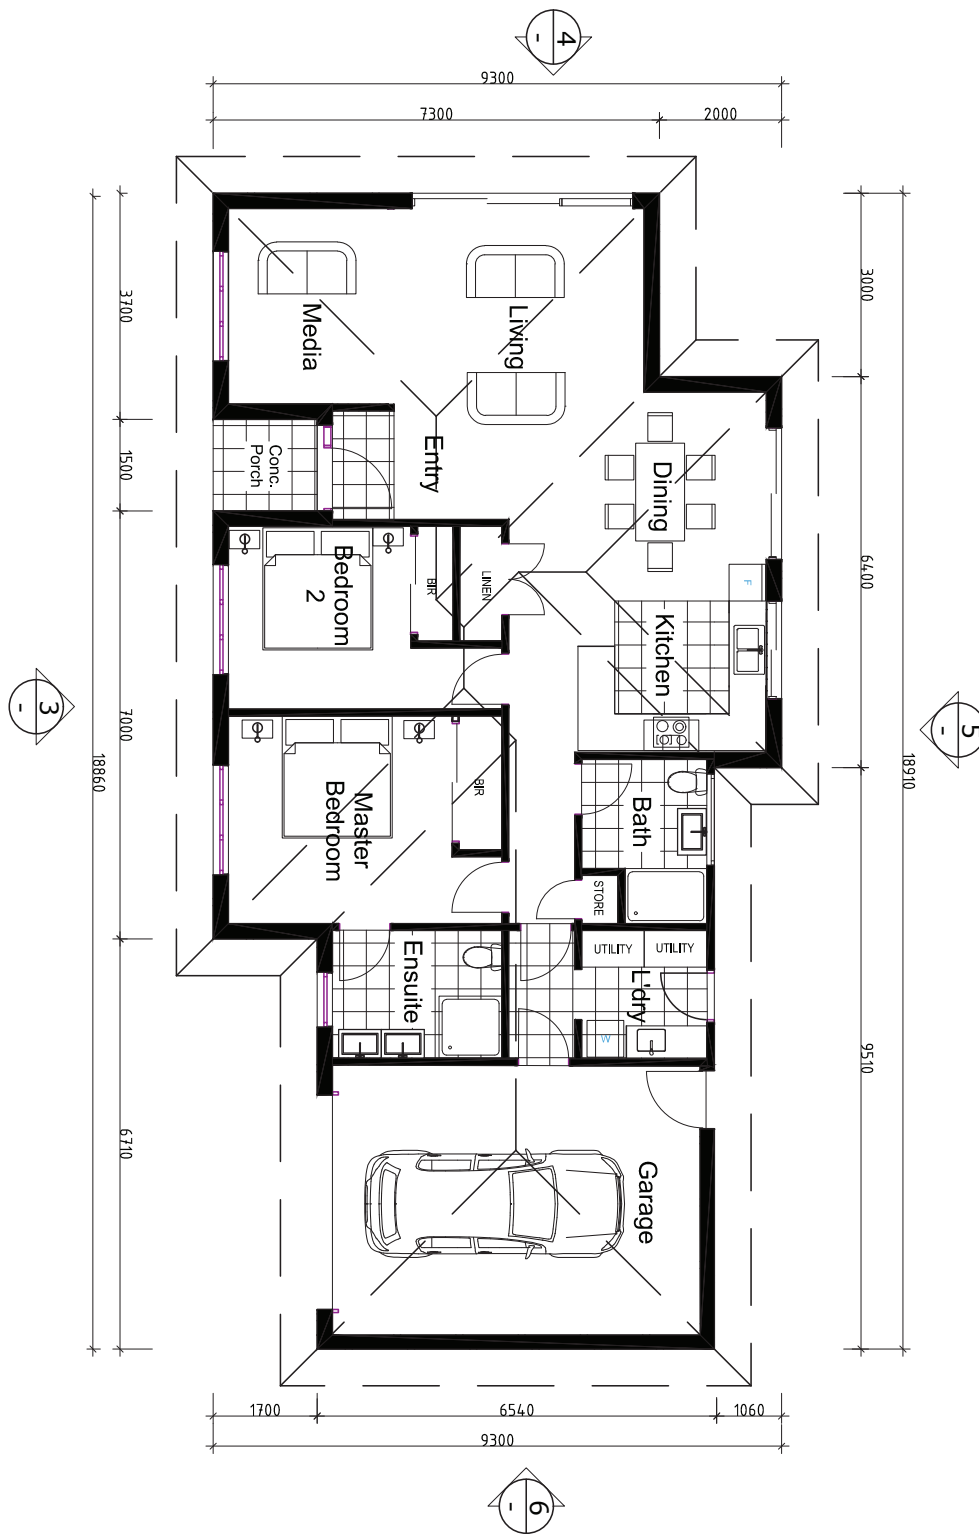 4
-
9300
7300
2000
3
-
18860
3700
1500
7000
6710
5
-
18910
3000
6400
9510
Media
Living
Entry
Conc.
Porch
Dining
F
Kitchen
Bedroom
2
BIR
LINEN
Master
Bedroom
BIR
Bath
STORE
UTILITY
UTILITY
L'dry
W
Ensuite
Garage
1700
6540
1060
9300
6
-